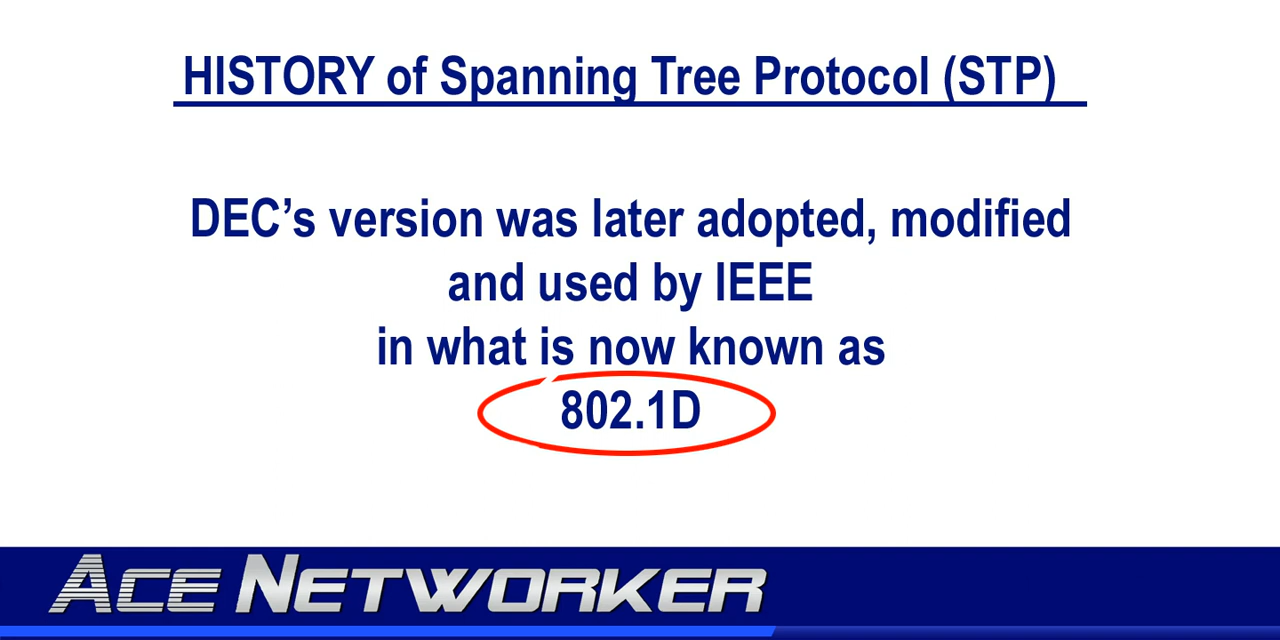 HISTORY of Spanning Tree Protocol (STP)
DEC’s version was later adopted, modified
and used by IEEE
in what is now known as
802.1D
ACE NETWORKER